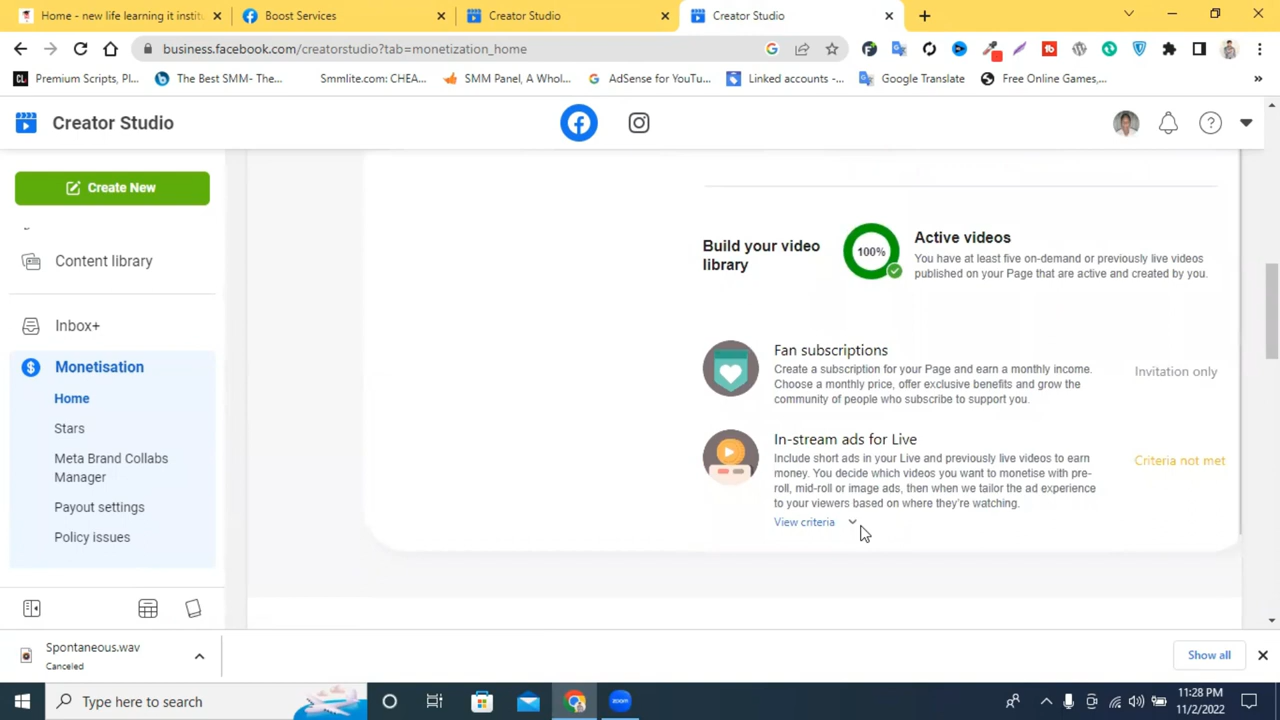 Home - new life learning it instit
Boost Services
Creator Studio
Creator Studio
business.facebook.com/creatorstudio?tab=monetization_home
Premium Scripts, Pl...
The Best SMM- The...
Smmlite.com: CHEA...
SMM Panel, A Whol...
AdSense for YouTu...
Linked accounts -...
Google Translate
Free Online Games,...
Creator Studio
Create New
Content library
Inbox+
Monetisation
Home
Stars
Meta Brand Collabs
Manager
Payout settings
Policy issues
Build your video
library
100%
Active videos
You have at least five on-demand or previously live videos
published on your Page that are active and created by you.
Fan subscriptions
Create a subscription for your Page and earn a monthly income.
Choose a monthly price, offer exclusive benefits and grow the
community of people who subscribe to support you.
Invitation only
In-stream ads for Live
Include short ads in your Live and previously live videos to earn
money. You decide which videos you want to monetise with pre-
roll, mid-roll or image ads, then when we tailor the ad experience
to your viewers based on where they're watching.
Criteria not met
View criteria
Spontaneous.wav
Canceled
Show all
Type here to search
zoom
11:28 PM
11/2/2022